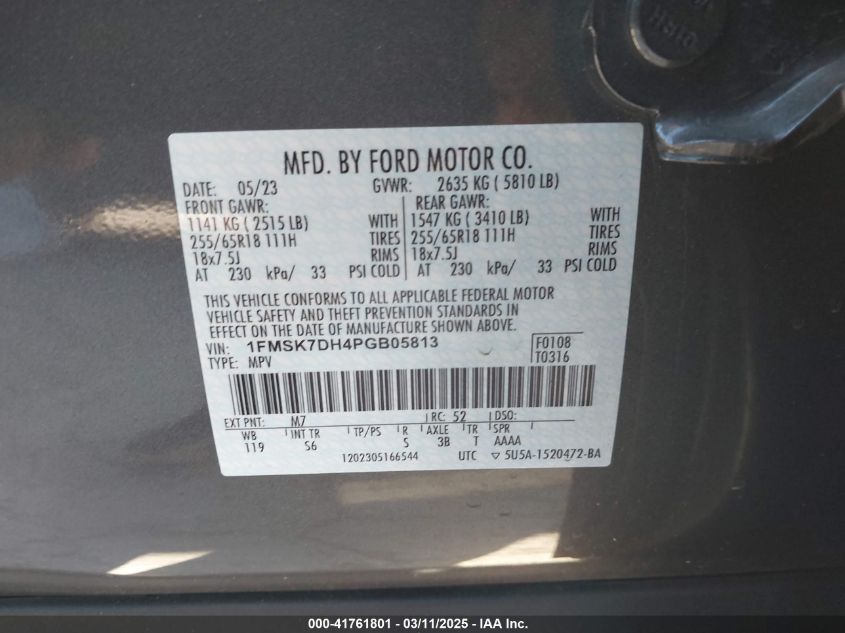 MFD. BY FORD MOTOR CO.
DATE: 05/23 GVWR: 2635 KG ( 5810 LB)
FRONT GAWR: REAR GAWR:
1141 KG ( 2515 LB) WITH 1547 KG ( 3410 LB) WITH
255/65R18 111H TIRES 255/65R18 111H TIRES
18x7.5J RIMS 18x7.5J RIMS
AT 230 kPa/ 33 PSI COLD AT 230 kPa/ 33 PSI COLD
THIS VEHICLE CONFORMS TO ALL APPLICABLE FEDERAL MOTOR
VEHICLE SAFETY AND THEFT PREVENTION STANDARDS IN
EFFECT ON THE DATE OF MANUFACTURE SHOWN ABOVE.
VIN: 1FMSK7DH4PGB05813 F0108
TYPE: MPV T0316
EXT PNT: M7 RC: 52 DSO:
WB INT TR TP/PS R AXLE TR SPR
119 S6 S 3B T AAAA
1202305166544 UTC ▽ 5U5A-1520472-BA
000-41761801 - 03/11/2025 - IAA Inc.